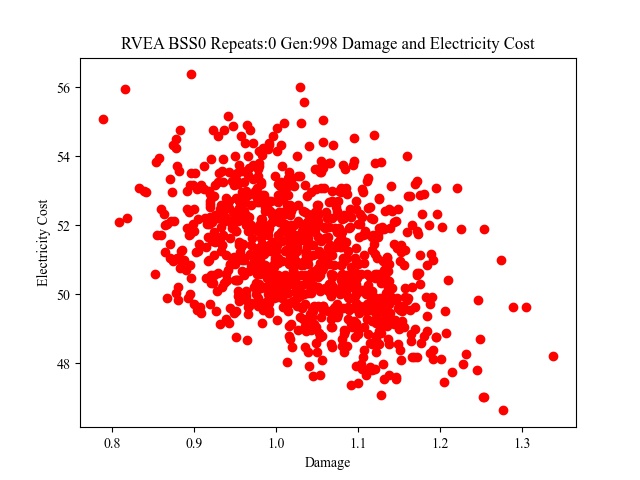 RVEA BSS0 Repeats:0 Gen:998 Damage and Electricity Cost
56
54
52
50
48
Electricity Cost
0.8 0.9 1.0 1.1 1.2 1.3
Damage